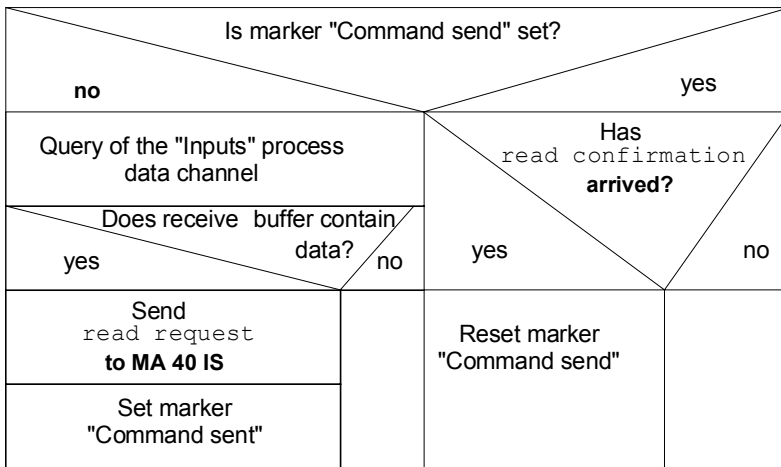 Is marker "Command send" set?
no
yes
Query of the "Inputs" process
data channel
Has
read confirmation
arrived?
Does receive buffer contain
data?
yes
no
yes
no
Send
read request
to MA 40 IS
Reset marker
"Command send"
Set marker
"Command sent"